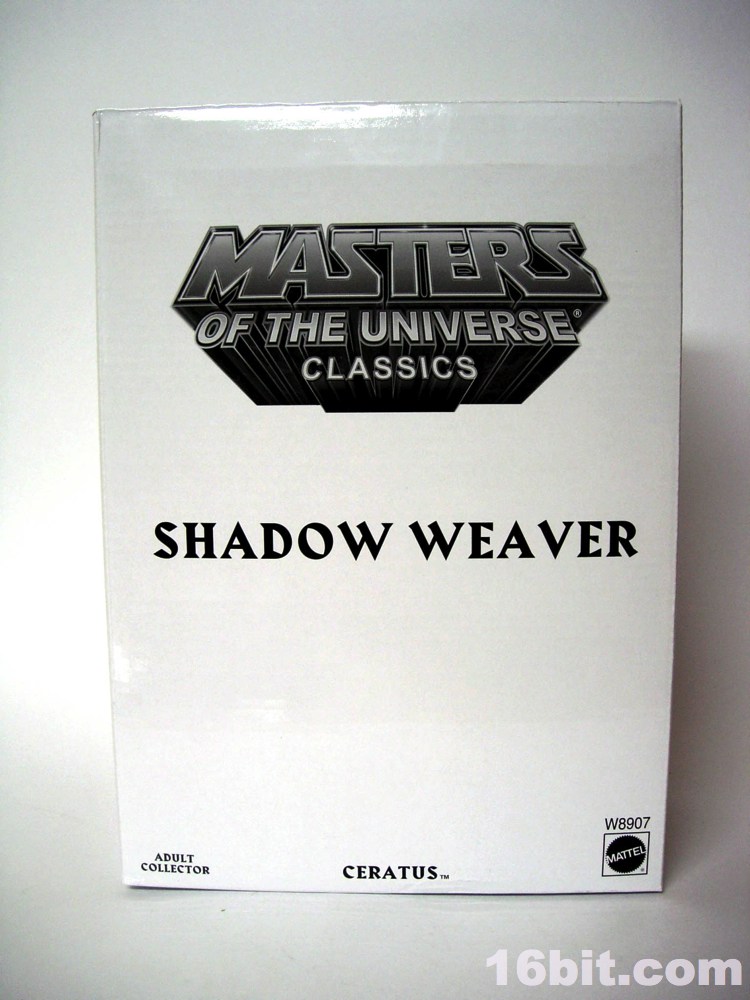 MASTERS
OF THE UNIVERSE®
CLASSICS
SHADOW WEAVER
W8907
MATTEL
®
ADULT
COLLECTOR
CERATUS™
16bit.com